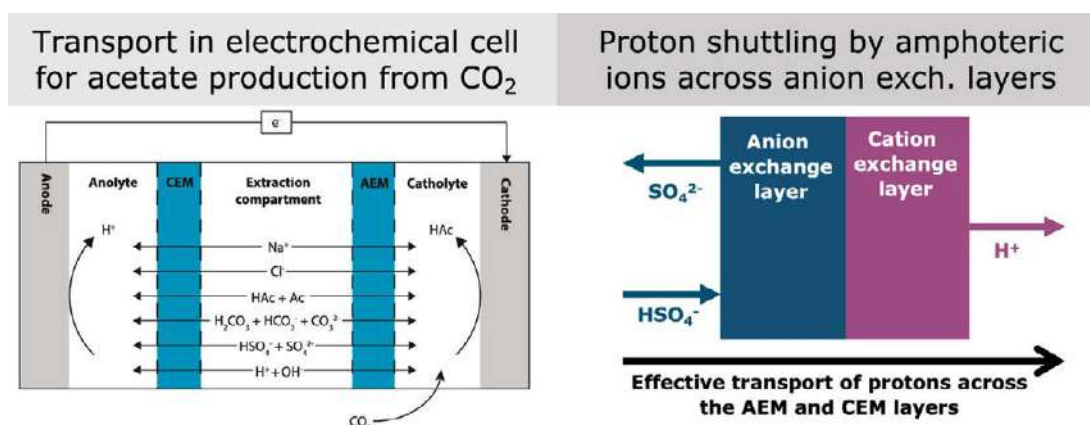 Transport in electrochemical cell
for acetate production from CO₂
Proton shuttling by amphoteric
ions across anion exch. layers
e⁻
Anode
Anolyte
CEM
Extraction
compartment
AEM
Catholyte
Cathode
H⁺
HAc
Na⁺
Cl⁻
HAc + Ac
H₂CO₃ + HCO₃⁻ + CO₃²⁻
HSO₄⁻ + SO₄²⁻
H⁺ + OH
CO₂
Anion
exchange
layer
Cation
exchange
layer
SO₄²⁻
H⁺
HSO₄⁻
Effective transport of protons across
the AEM and CEM layers